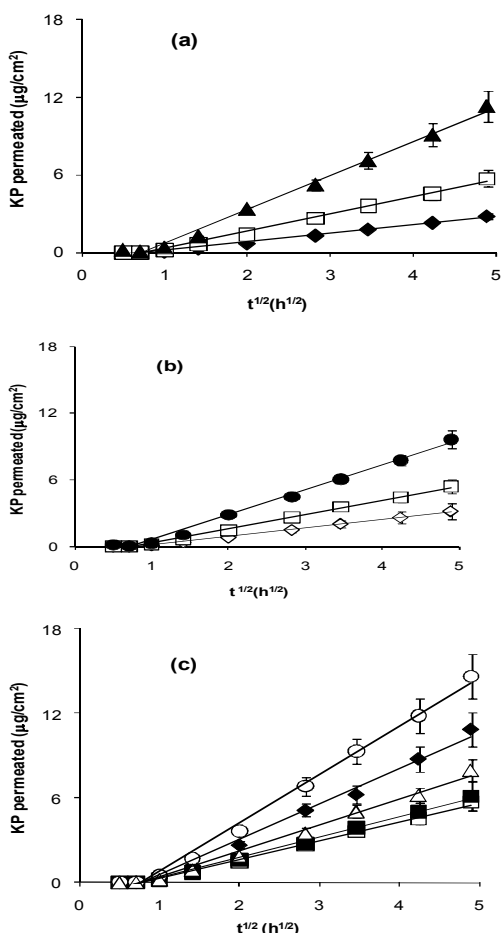 (a)
KP permeated (µg/cm²)
18
12
6
0
0 1 2 3 4 5
t¹/²(h¹/²)
(b)
KP permeated (µg/cm²)
18
12
6
0
0 1 2 3 4 5
t¹/²(h¹/²)
(c)
KP permeated (µg/cm²)
18
12
6
0
0 1 2 3 4 5
t¹/² (h¹/²)